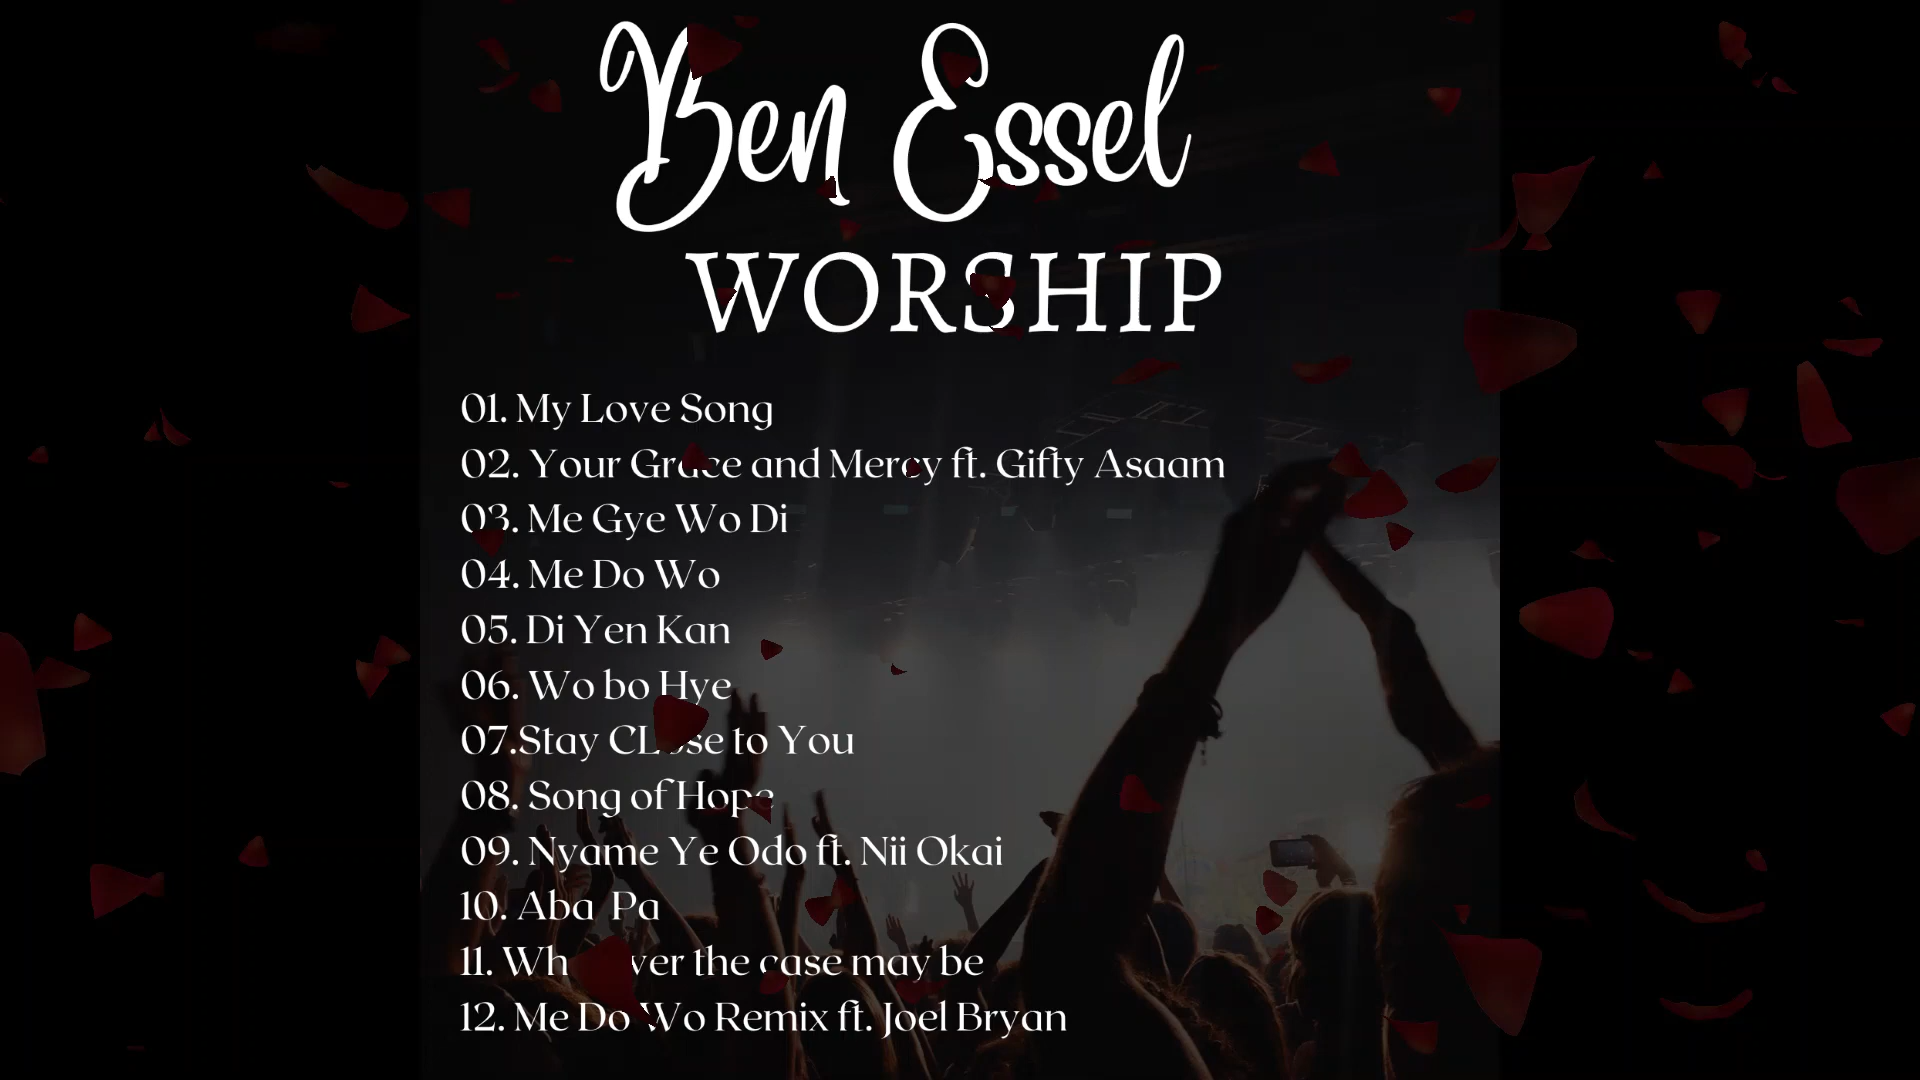 Ben Essel
WORSHIP
01. My Love Song
02. Your Grace and Mercy ft. Gifty Asaam
03. Me Gye Wo Di
04. Me Do Wo
05. Di Yen Kan
06. Wo bo Hye
07.Stay CLose to You
08. Song of Hope
09. Nyame Ye Odo ft. Nii Okai
10. Aba Pa
11. the case may be
12. Me Do Wo Remix ft. Joel Bryan